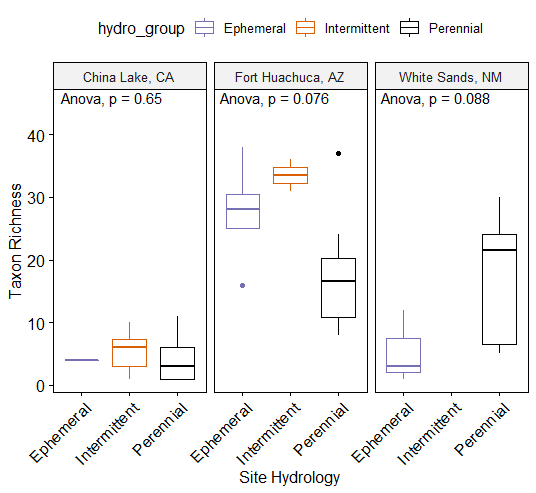 hydro_group Ephemeral Intermittent Perennial
China Lake, CA Fort Huachuca, AZ White Sands, NM
Anova, p = 0.65 Anova, p = 0.076 Anova, p = 0.088
40
30
20
10
0
Taxon Richness
Ephemeral Intermittent Perennial Ephemeral Intermittent Perennial Ephemeral Intermittent Perennial
Site Hydrology